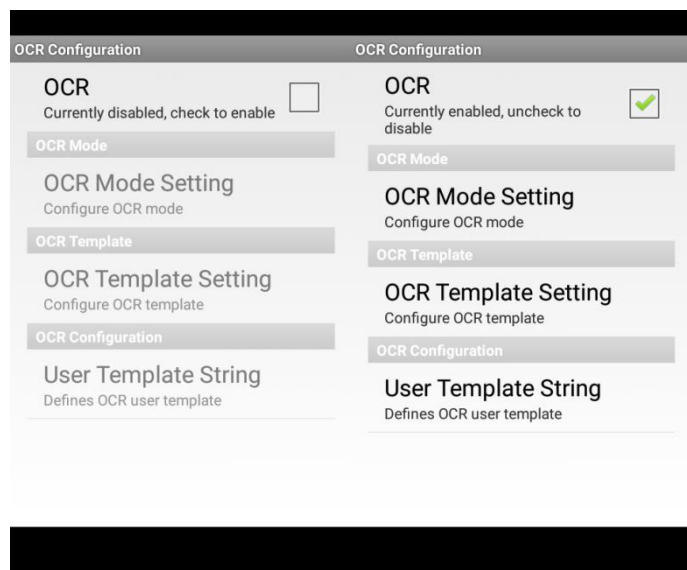 OCR Configuration
OCR
Currently disabled, check to enable
OCR Mode
OCR Mode Setting
Configure OCR mode
OCR Template
OCR Template Setting
Configure OCR template
OCR Configuration
User Template String
Defines OCR user template
OCR Configuration
OCR
Currently enabled, uncheck to
disable
OCR Mode
OCR Mode Setting
Configure OCR mode
OCR Template
OCR Template Setting
Configure OCR template
OCR Configuration
User Template String
Defines OCR user template